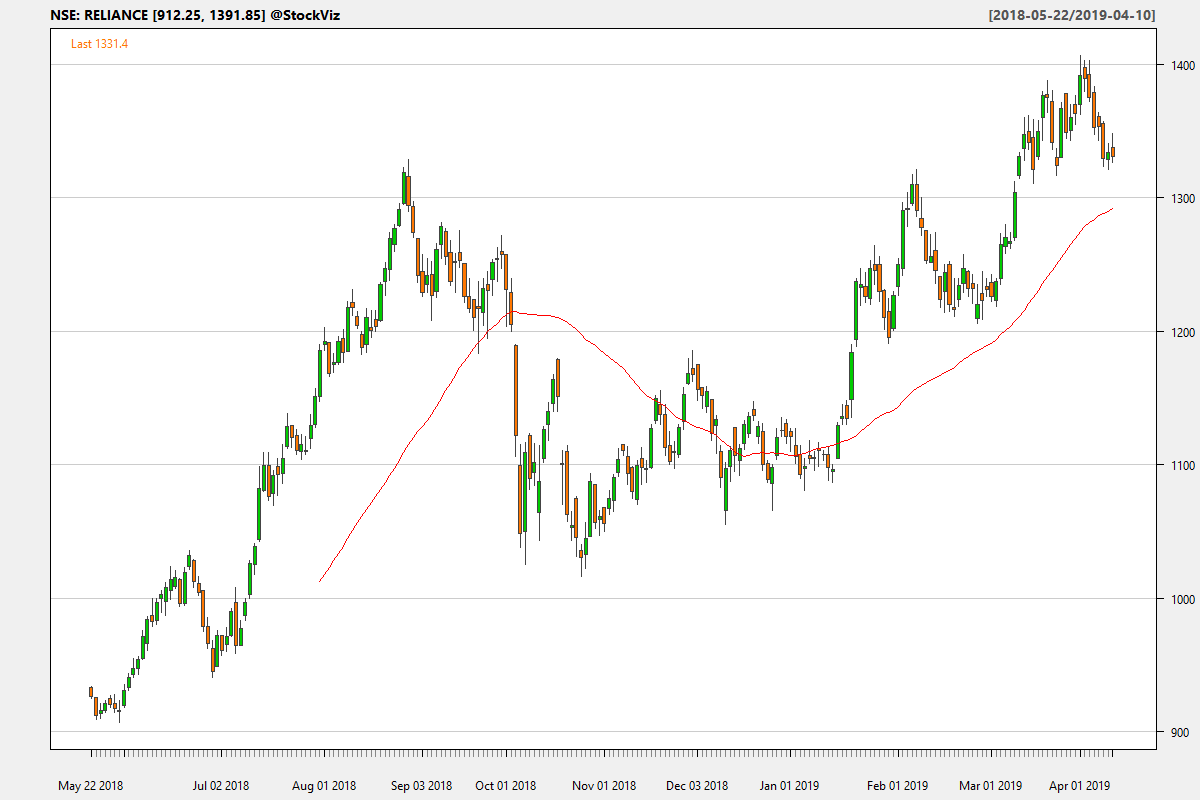 NSE: RELIANCE [912.25, 1391.85] @StockViz [2018-05-22/2019-04-10]
Last 1331.4
1400
1300
1200
1100
1000
900
May 22 2018 Jul 02 2018 Aug 01 2018 Sep 03 2018 Oct 01 2018 Nov 01 2018 Dec 03 2018 Jan 01 2019 Feb 01 2019 Mar 01 2019 Apr 01 2019